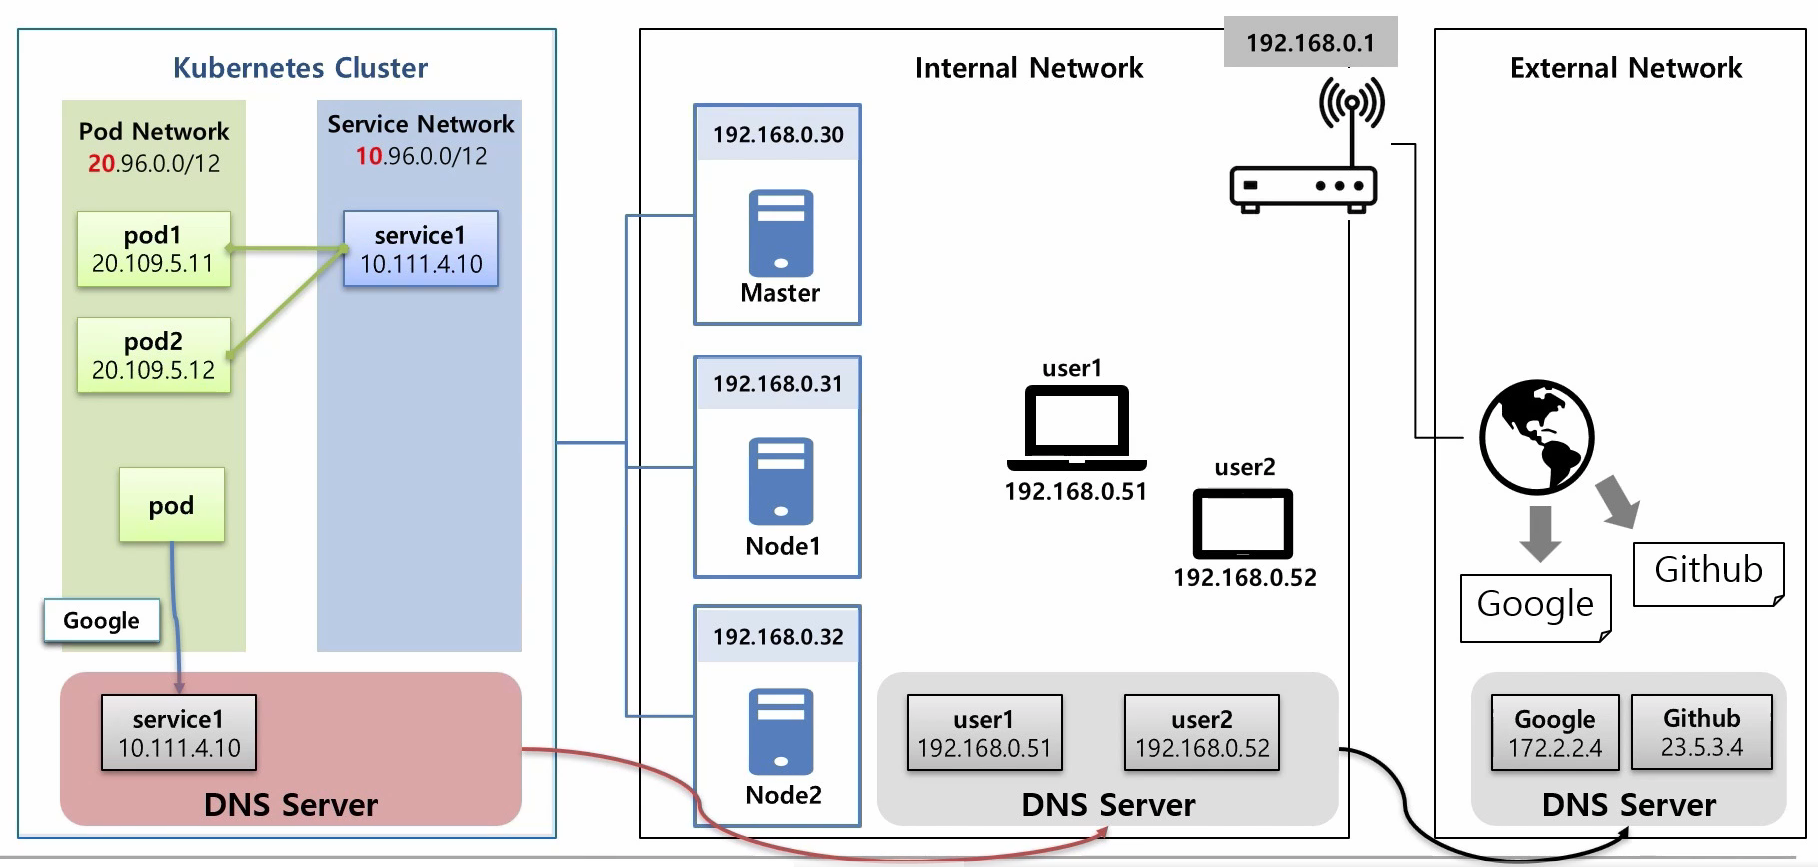 Kubernetes Cluster
Pod Network
20.96.0.0/12
Service Network
10.96.0.0/12
pod1
20.109.5.11
service1
10.111.4.10
pod2
20.109.5.12
pod
Google
service1
10.111.4.10
DNS Server
Internal Network
192.168.0.1
192.168.0.30
Master
192.168.0.31
Node1
192.168.0.32
Node2
user1
192.168.0.51
user2
192.168.0.52
user1
192.168.0.51
user2
192.168.0.52
DNS Server
External Network
Google
Github
Google
172.2.2.4
Github
23.5.3.4
DNS Server